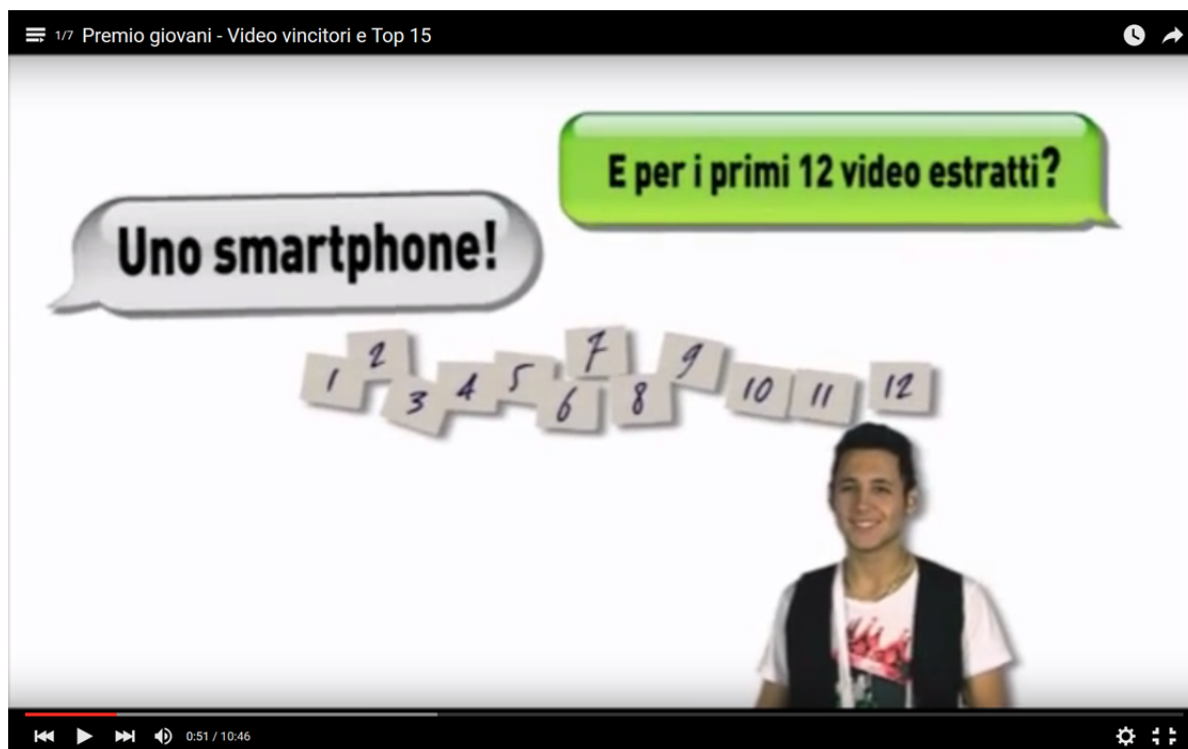 1/7 Premio giovani - Video vincitori e Top 15
E per i primi 12 video estratti?
Uno smartphone!
1 2 3 4 5 6 7 8 9 10 11 12
0:51 / 10:46